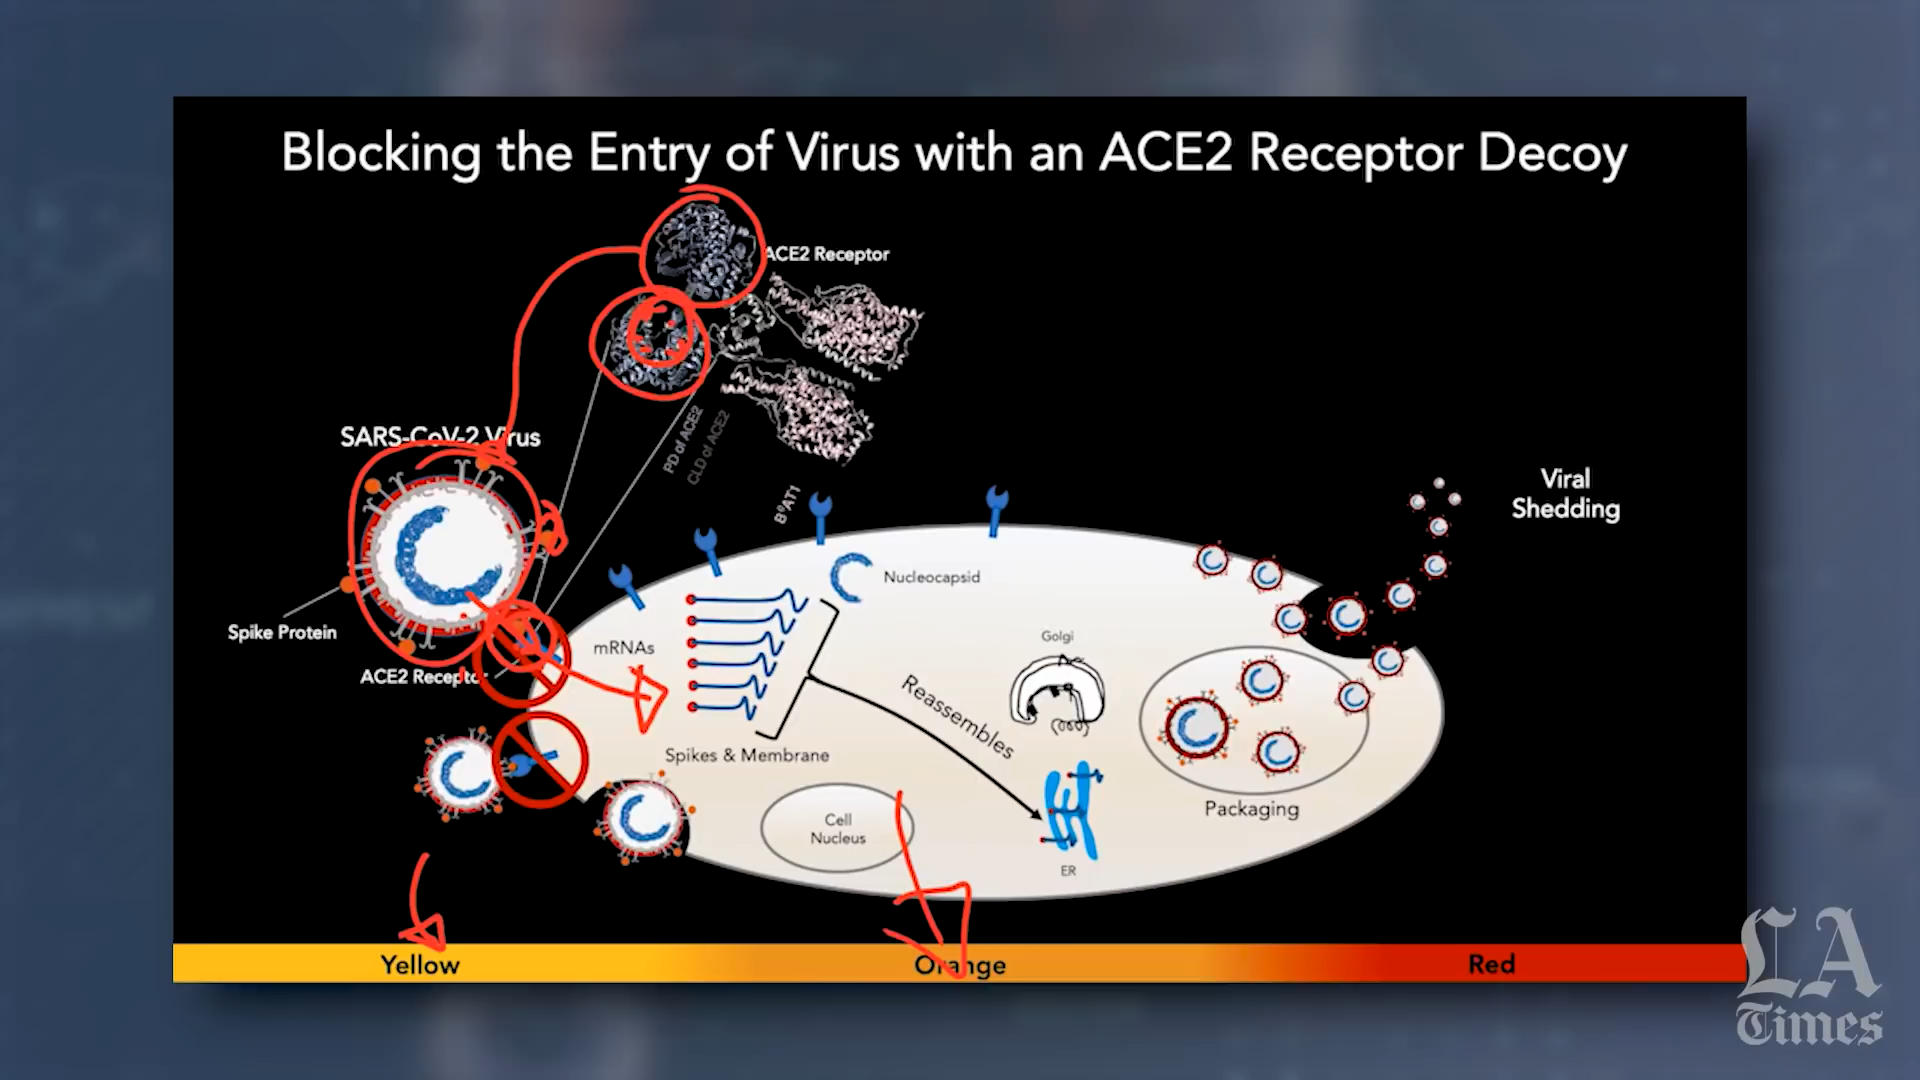 Blocking the Entry of Virus with an ACE2 Receptor Decoy
ACE2 Receptor
PD of ACE2
CLD of ACE2
B⁰AT1
SARS-CoV-2 Virus
Spike Protein
ACE2 Receptor
mRNAs
Nucleocapsid
Spikes & Membrane
Reassembles
Golgi
Cell
Nucleus
ER
Packaging
Viral
Shedding
Yellow
Orange
Red
LA
Times